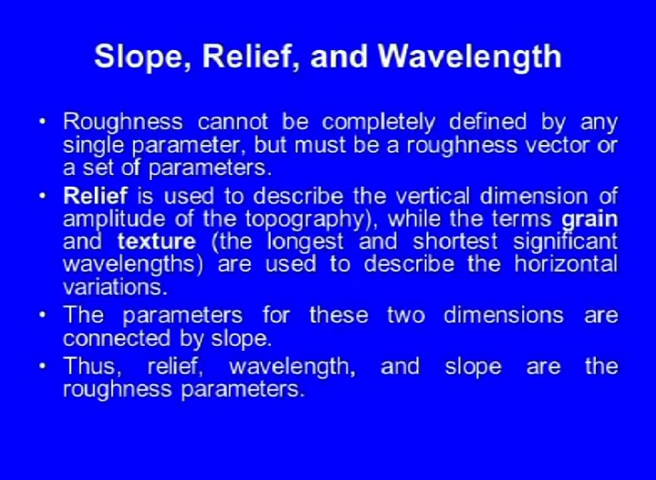 Slope, Relief, and Wavelength
• Roughness cannot be completely defined by any
single parameter, but must be a roughness vector or
a set of parameters.
• Relief is used to describe the vertical dimension of
amplitude of the topography), while the terms grain
and texture (the longest and shortest significant
wavelengths) are used to describe the horizontal
variations.
• The parameters for these two dimensions are
connected by slope.
• Thus, relief, wavelength, and slope are the
roughness parameters.